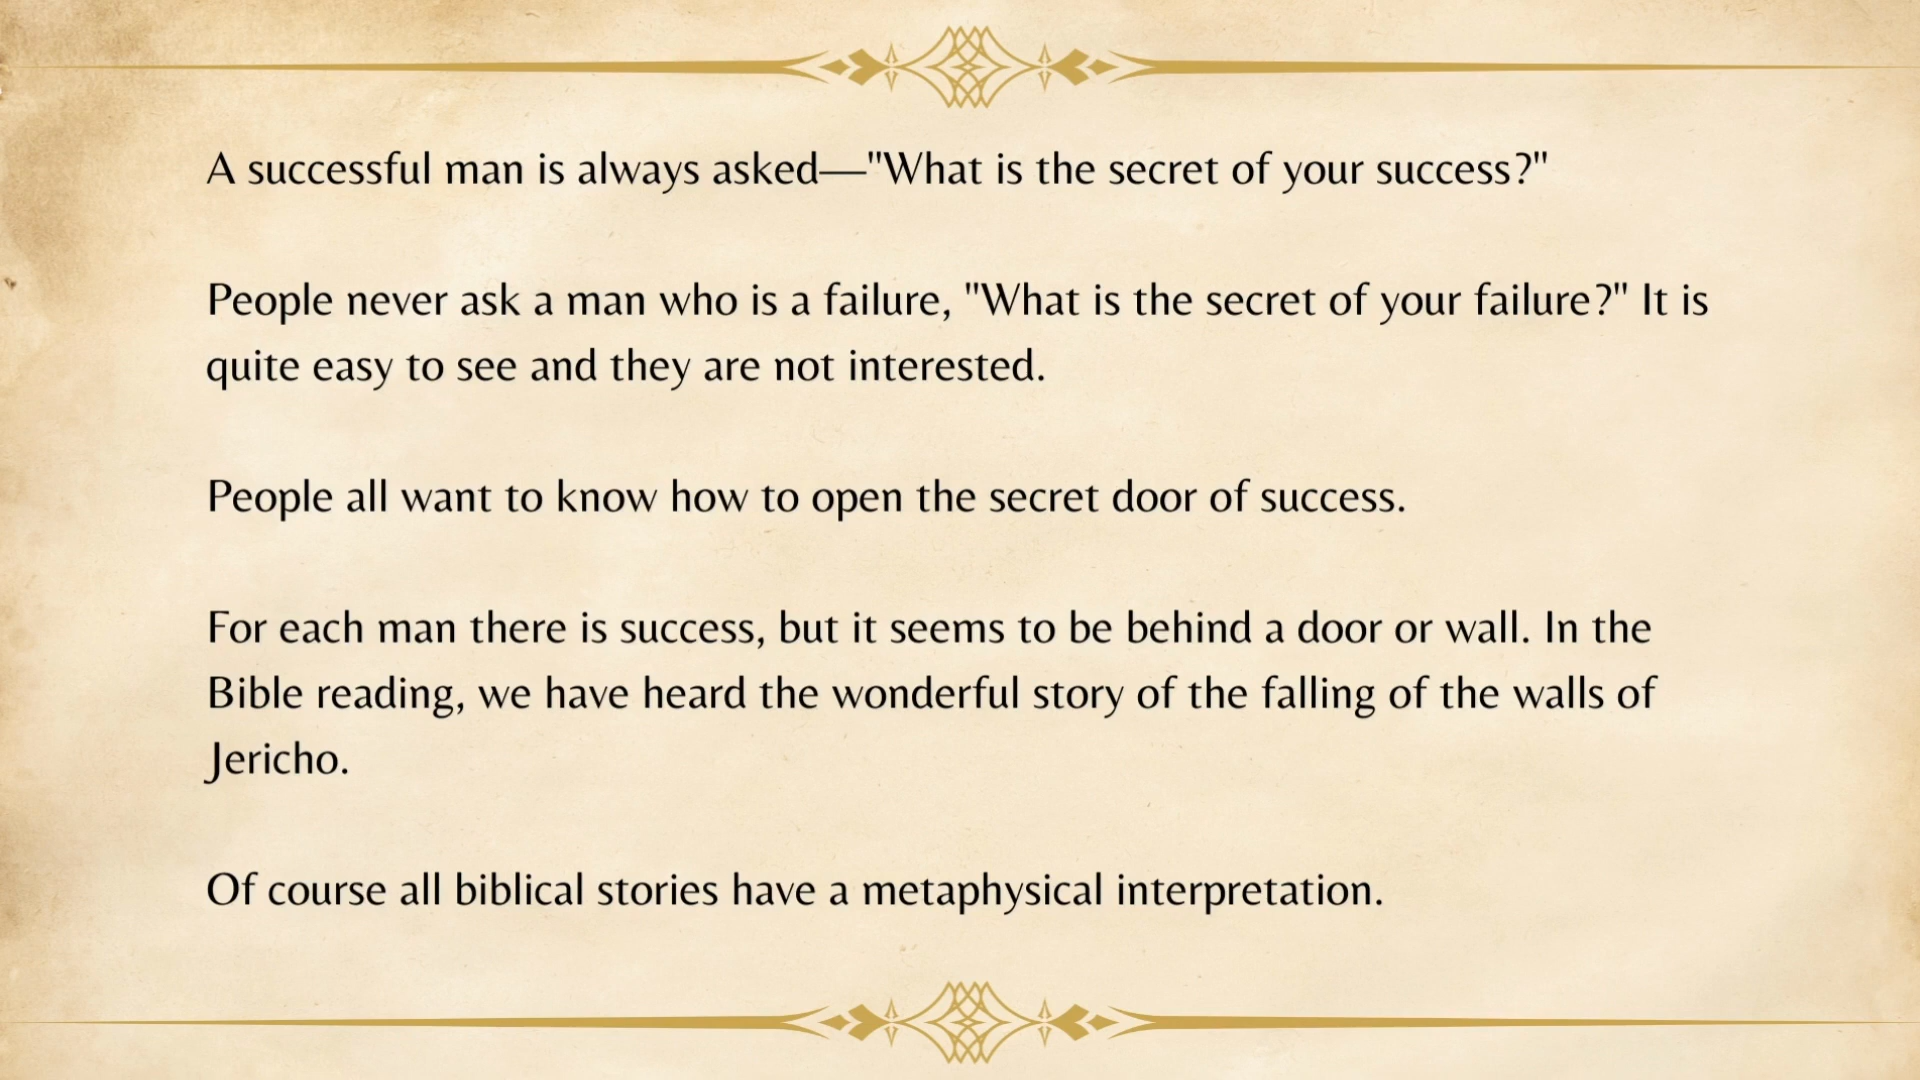 A successful man is always asked—"What is the secret of your success?"
People never ask a man who is a failure, "What is the secret of your failure?" It is
quite easy to see and they are not interested.
People all want to know how to open the secret door of success.
For each man there is success, but it seems to be behind a door or wall. In the
Bible reading, we have heard the wonderful story of the falling of the walls of
Jericho.
Of course all biblical stories have a metaphysical interpretation.